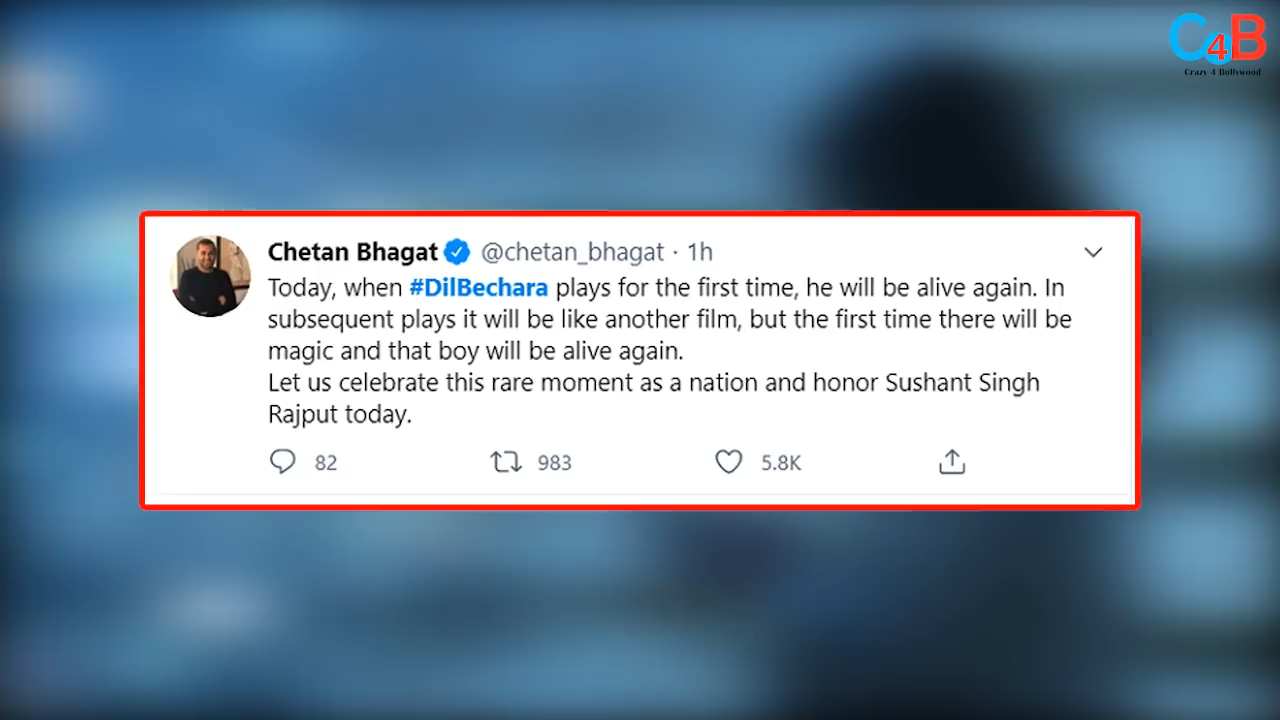 C4B
Crazy 4 Bollywood
Chetan Bhagat @chetan_bhagat · 1h
Today, when #DilBechara plays for the first time, he will be alive again. In
subsequent plays it will be like another film, but the first time there will be
magic and that boy will be alive again.
Let us celebrate this rare moment as a nation and honor Sushant Singh
Rajput today.
82 983 5.8K